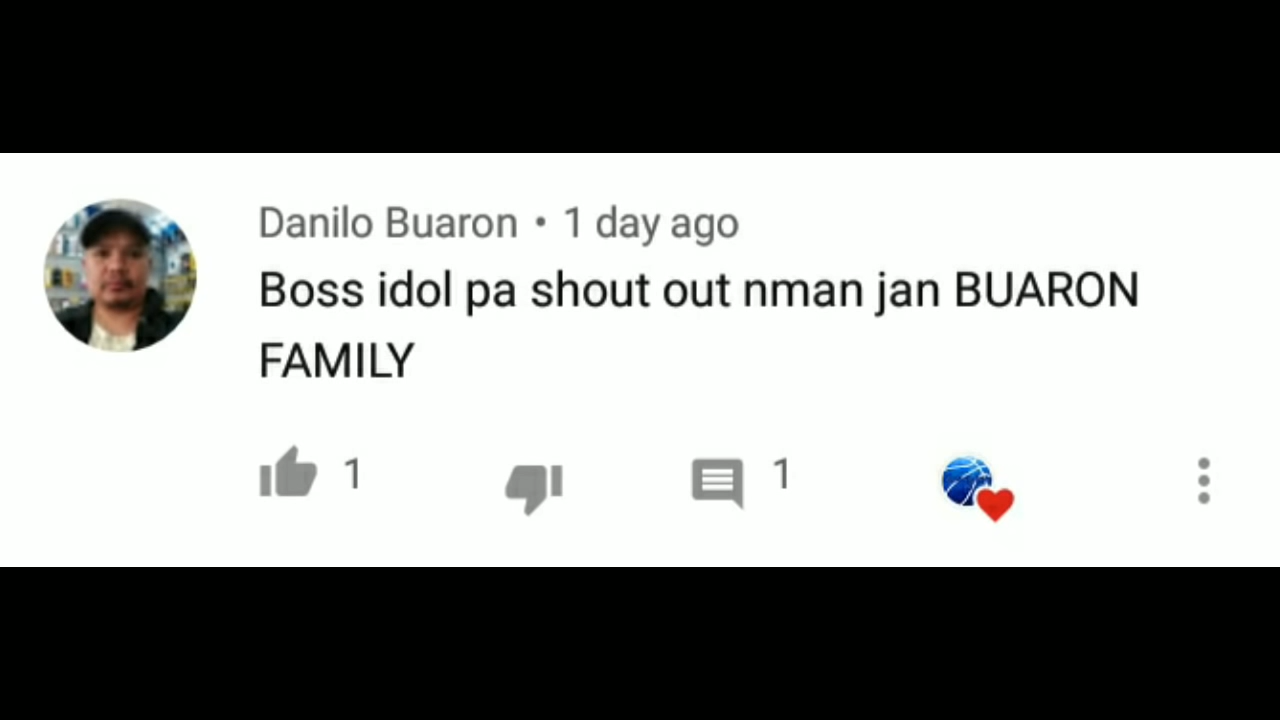 Danilo Buaron • 1 day ago
Boss idol pa shout out nman jan BUARON
FAMILY
1
1